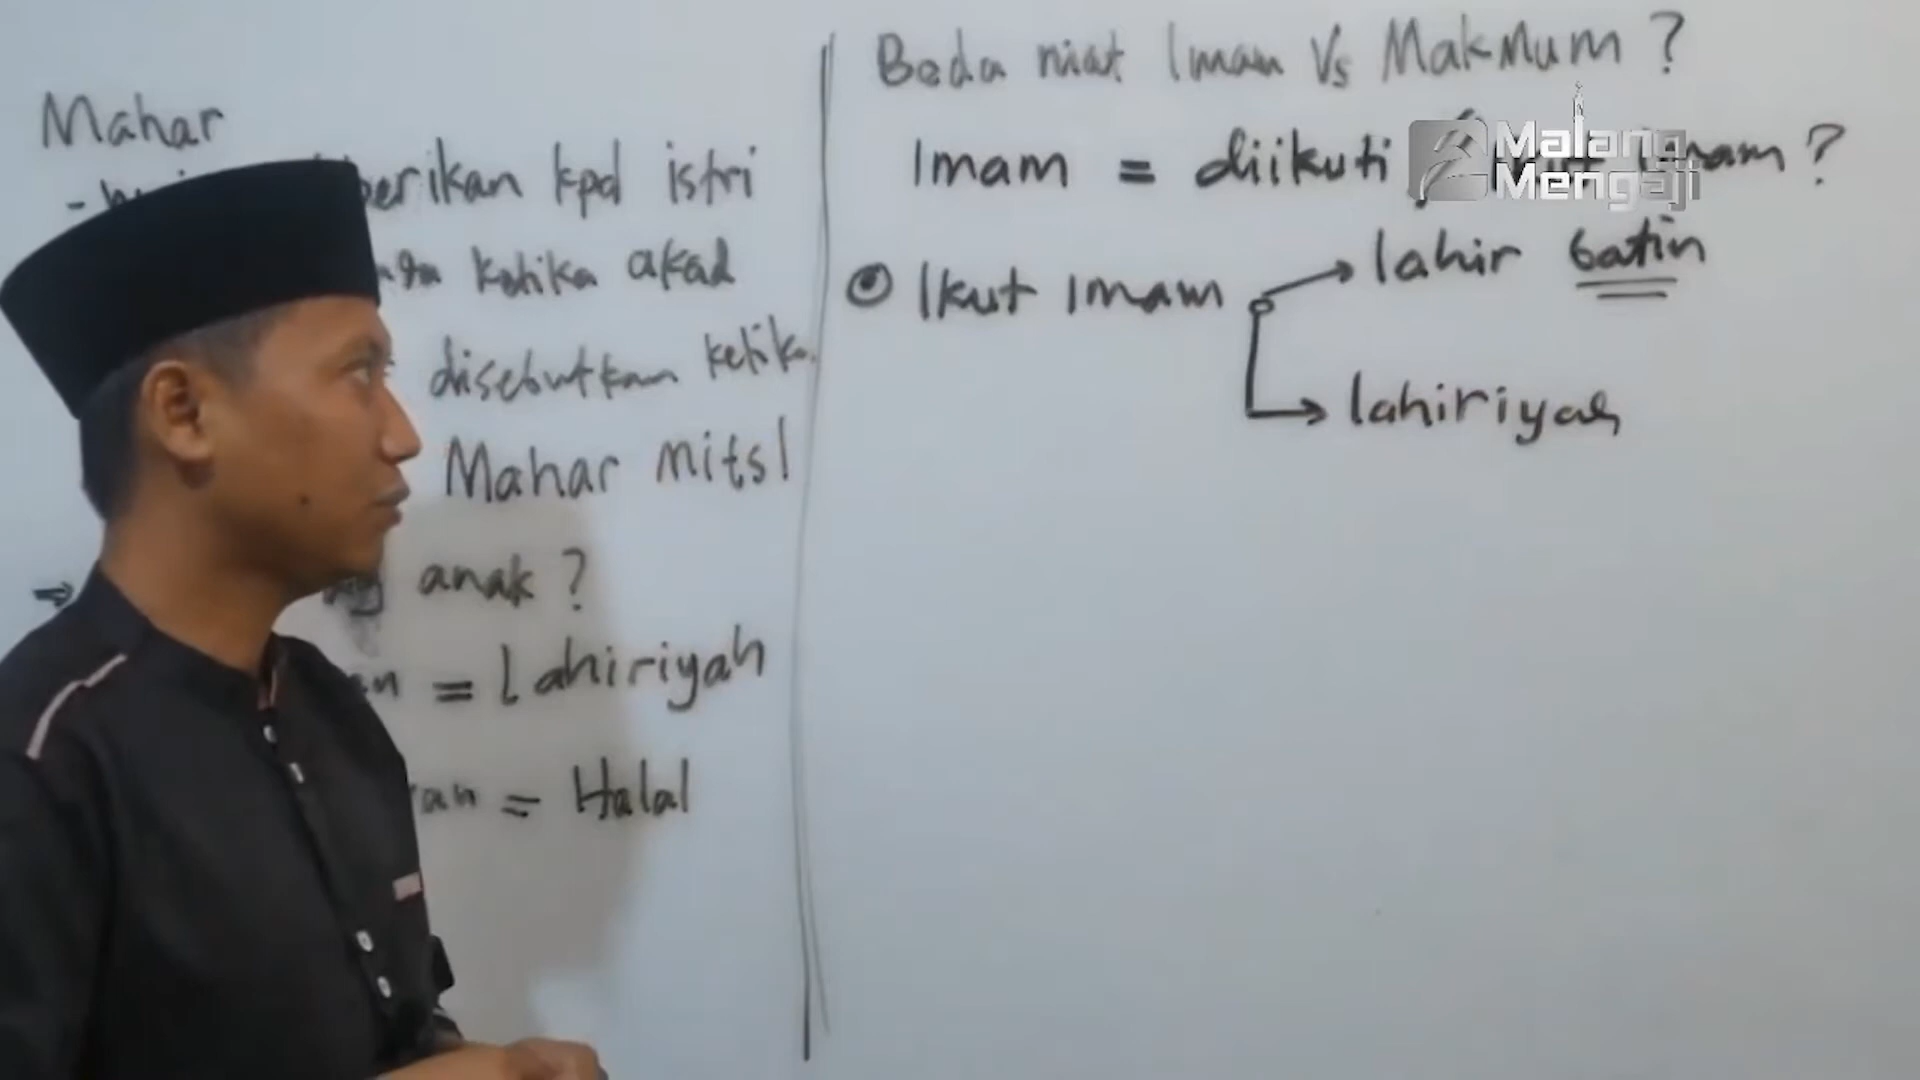 Mahar
berikan kpd istri
ketika akad
disebutkan ketika
Mahar Mitsl
anak ?
= Lahiriyah
= Halal
Beda niat Imam Vs MakMum ?
Imam = diikuti
Imam ?
Ikut Imam
lahir batin
lahiriyah
Malang
Mengaji